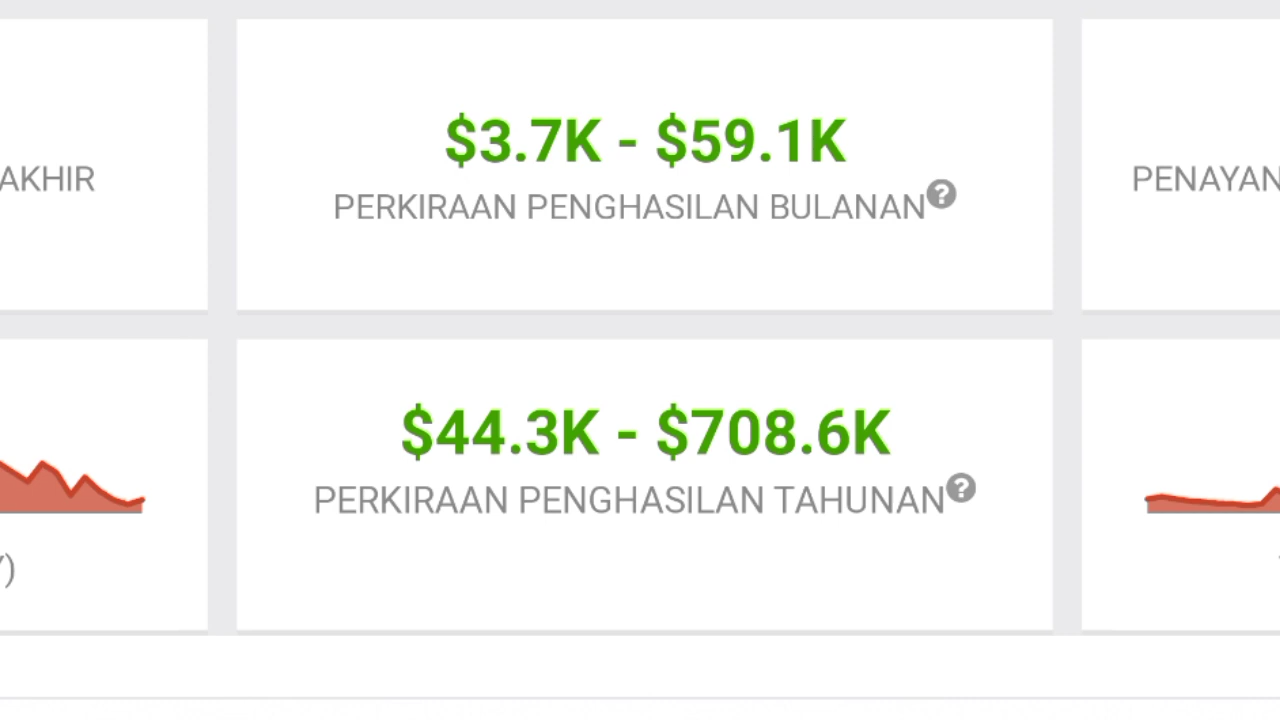 $3.7K - $59.1K
AKHIR
PERKIRAAN PENGHASILAN BULANAN?
PENAYAN
$44.3K - $708.6K
PERKIRAAN PENGHASILAN TAHUNAN?
)